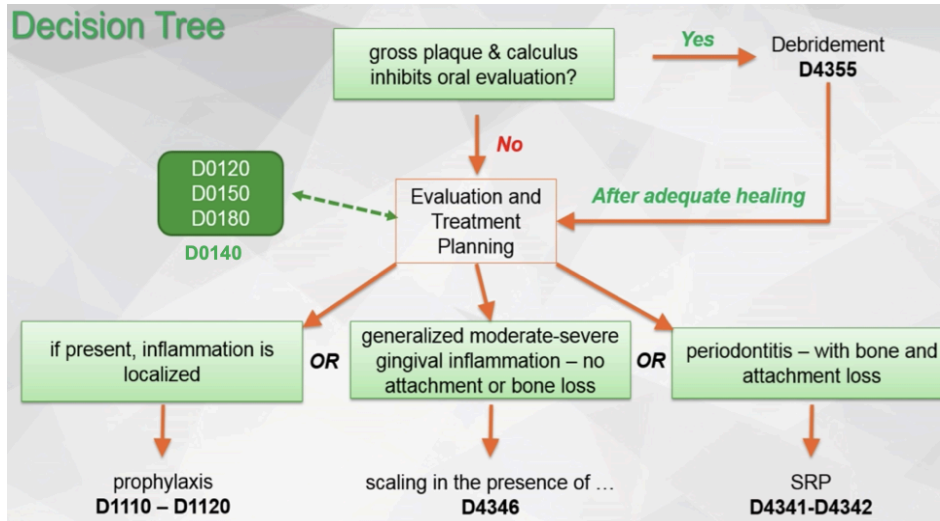 Decision Tree
gross plaque & calculus
inhibits oral evaluation?
Yes
Debridement
D4355
No
D0120
D0150
D0180
D0140
Evaluation and
Treatment
Planning
After adequate healing
if present, inflammation is
localized
OR
generalized moderate-severe
gingival inflammation – no
attachment or bone loss
OR
periodontitis – with bone and
attachment loss
prophylaxis
D1110 – D1120
scaling in the presence of …
D4346
SRP
D4341-D4342